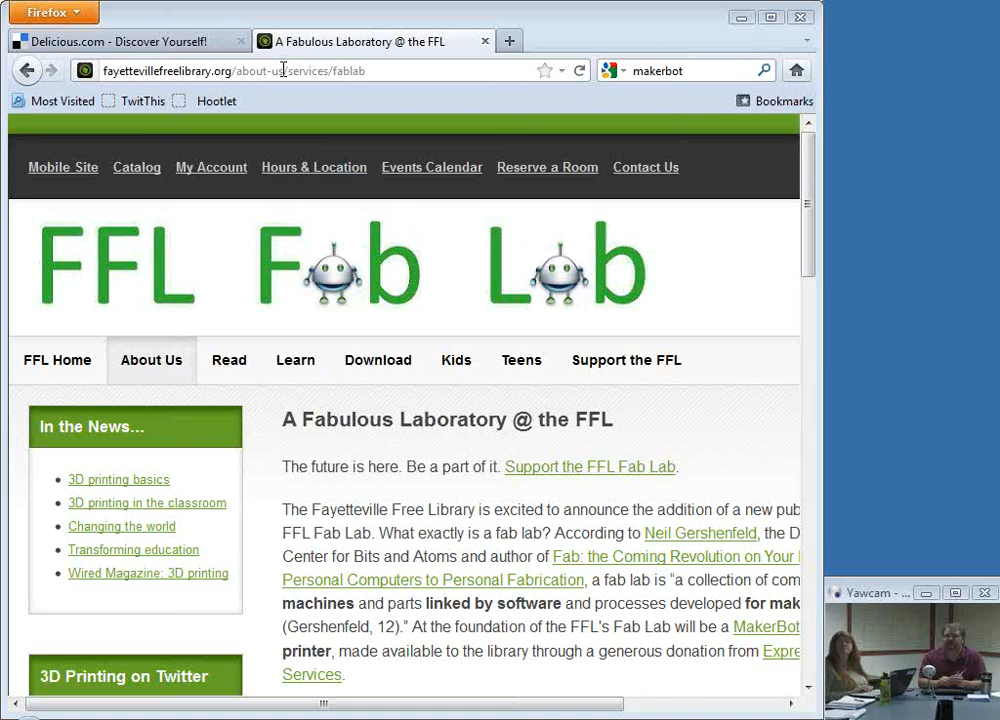 Firefox
Delicious.com - Discover Yourself!
A Fabulous Laboratory @ the FFL
fayettevillefreelibrary.org/about-us/services/fablab
makerbot
Most Visited TwitThis Hootlet
Bookmarks
Mobile Site Catalog My Account Hours & Location Events Calendar Reserve a Room Contact Us
FFL Fab Lab
FFL Home About Us Read Learn Download Kids Teens Support the FFL
In the News...
3D printing basics
3D printing in the classroom
Changing the world
Transforming education
Wired Magazine: 3D printing
3D Printing on Twitter
A Fabulous Laboratory @ the FFL
The future is here. Be a part of it. Support the FFL Fab Lab.
The Fayetteville Free Library is excited to announce the addition of a new pub
FFL Fab Lab. What exactly is a fab lab? According to Neil Gershenfeld, the D
Center for Bits and Atoms and author of Fab: the Coming Revolution on Your
Personal Computers to Personal Fabrication, a fab lab is “a collection of com
machines and parts linked by software and processes developed for mak
(Gershenfeld, 12).” At the foundation of the FFL's Fab Lab will be a MakerBot
printer, made available to the library through a generous donation from Expre
Services.
Yawcam - ...